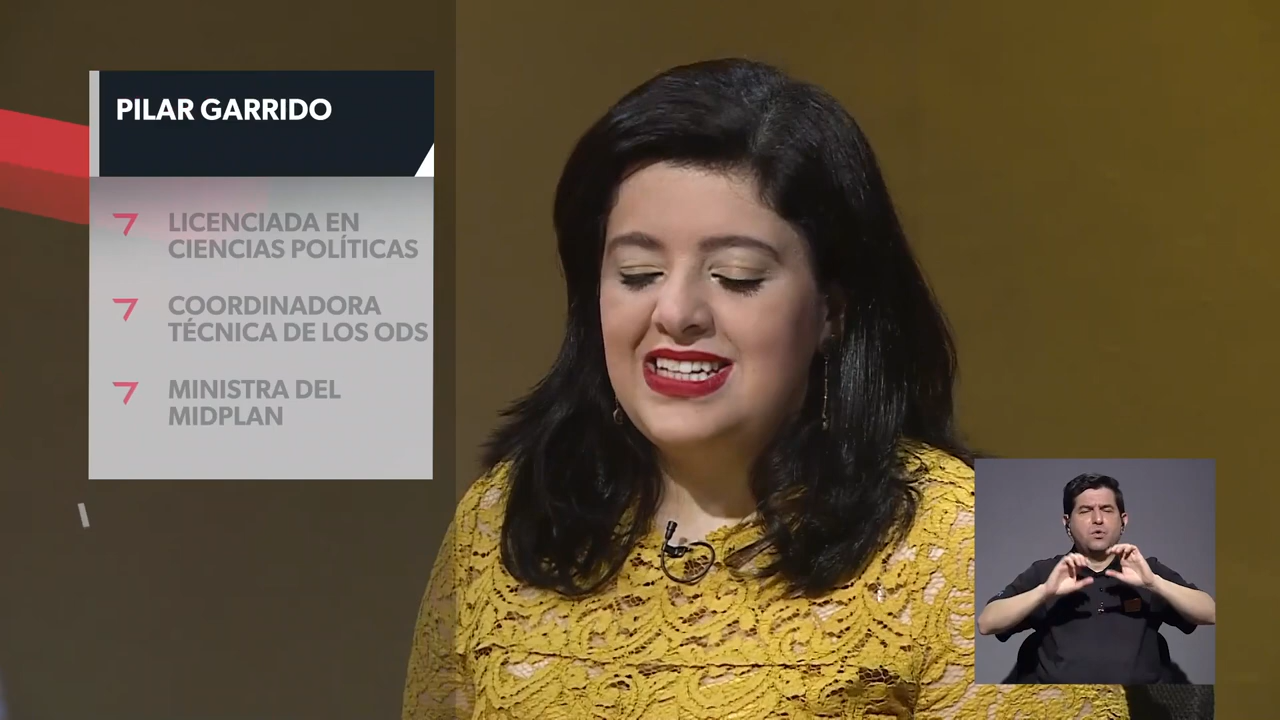 PILAR GARRIDO
LICENCIADA EN
CIENCIAS POLÍTICAS
COORDINADORA
TÉCNICA DE LOS ODS
MINISTRA DEL
MIDPLAN